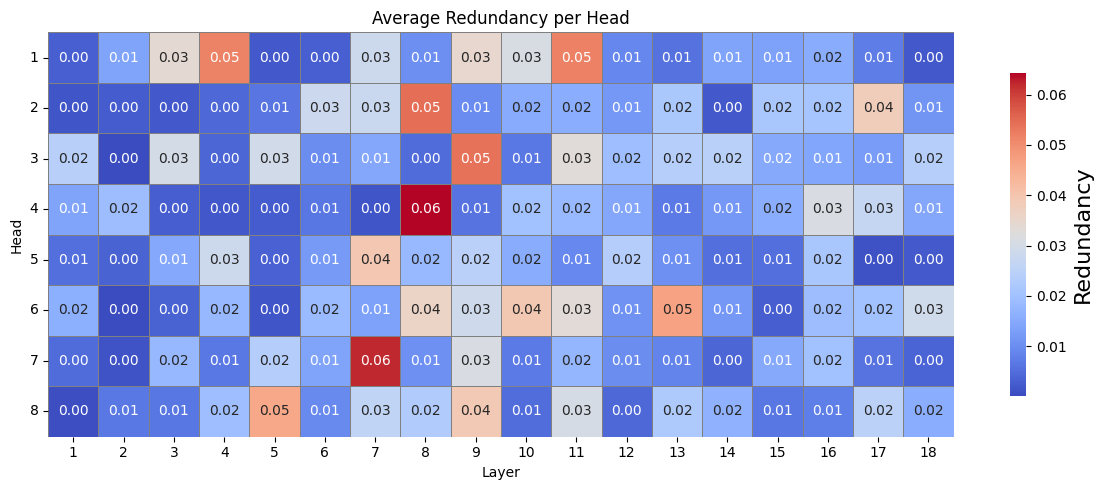 Average Redundancy per Head
1 0.00 0.01 0.03 0.05 0.00 0.00 0.03 0.01 0.03 0.03 0.05 0.01 0.01 0.01 0.01 0.02 0.01 0.00
2 0.00 0.00 0.00 0.00 0.01 0.03 0.03 0.05 0.01 0.02 0.02 0.01 0.02 0.00 0.02 0.02 0.04 0.01
3 0.02 0.00 0.03 0.00 0.03 0.01 0.01 0.00 0.05 0.01 0.03 0.02 0.02 0.02 0.02 0.01 0.01 0.02
4 0.01 0.02 0.00 0.00 0.00 0.01 0.00 0.06 0.01 0.02 0.02 0.01 0.01 0.01 0.02 0.03 0.03 0.01
5 0.01 0.00 0.01 0.03 0.00 0.01 0.04 0.02 0.02 0.02 0.01 0.02 0.01 0.01 0.01 0.02 0.00 0.00
6 0.02 0.00 0.00 0.02 0.00 0.02 0.01 0.04 0.03 0.04 0.03 0.01 0.05 0.01 0.00 0.02 0.01 0.03
7 0.00 0.00 0.02 0.01 0.02 0.01 0.06 0.01 0.03 0.01 0.02 0.01 0.01 0.00 0.01 0.02 0.01 0.00
8 0.00 0.01 0.01 0.02 0.05 0.01 0.03 0.02 0.04 0.01 0.03 0.00 0.02 0.02 0.01 0.01 0.02 0.02
Head
1 2 3 4 5 6 7 8 9 10 11 12 13 14 15 16 17 18
Layer
0.06
0.05
0.04
0.03
0.02
0.01
Redundancy